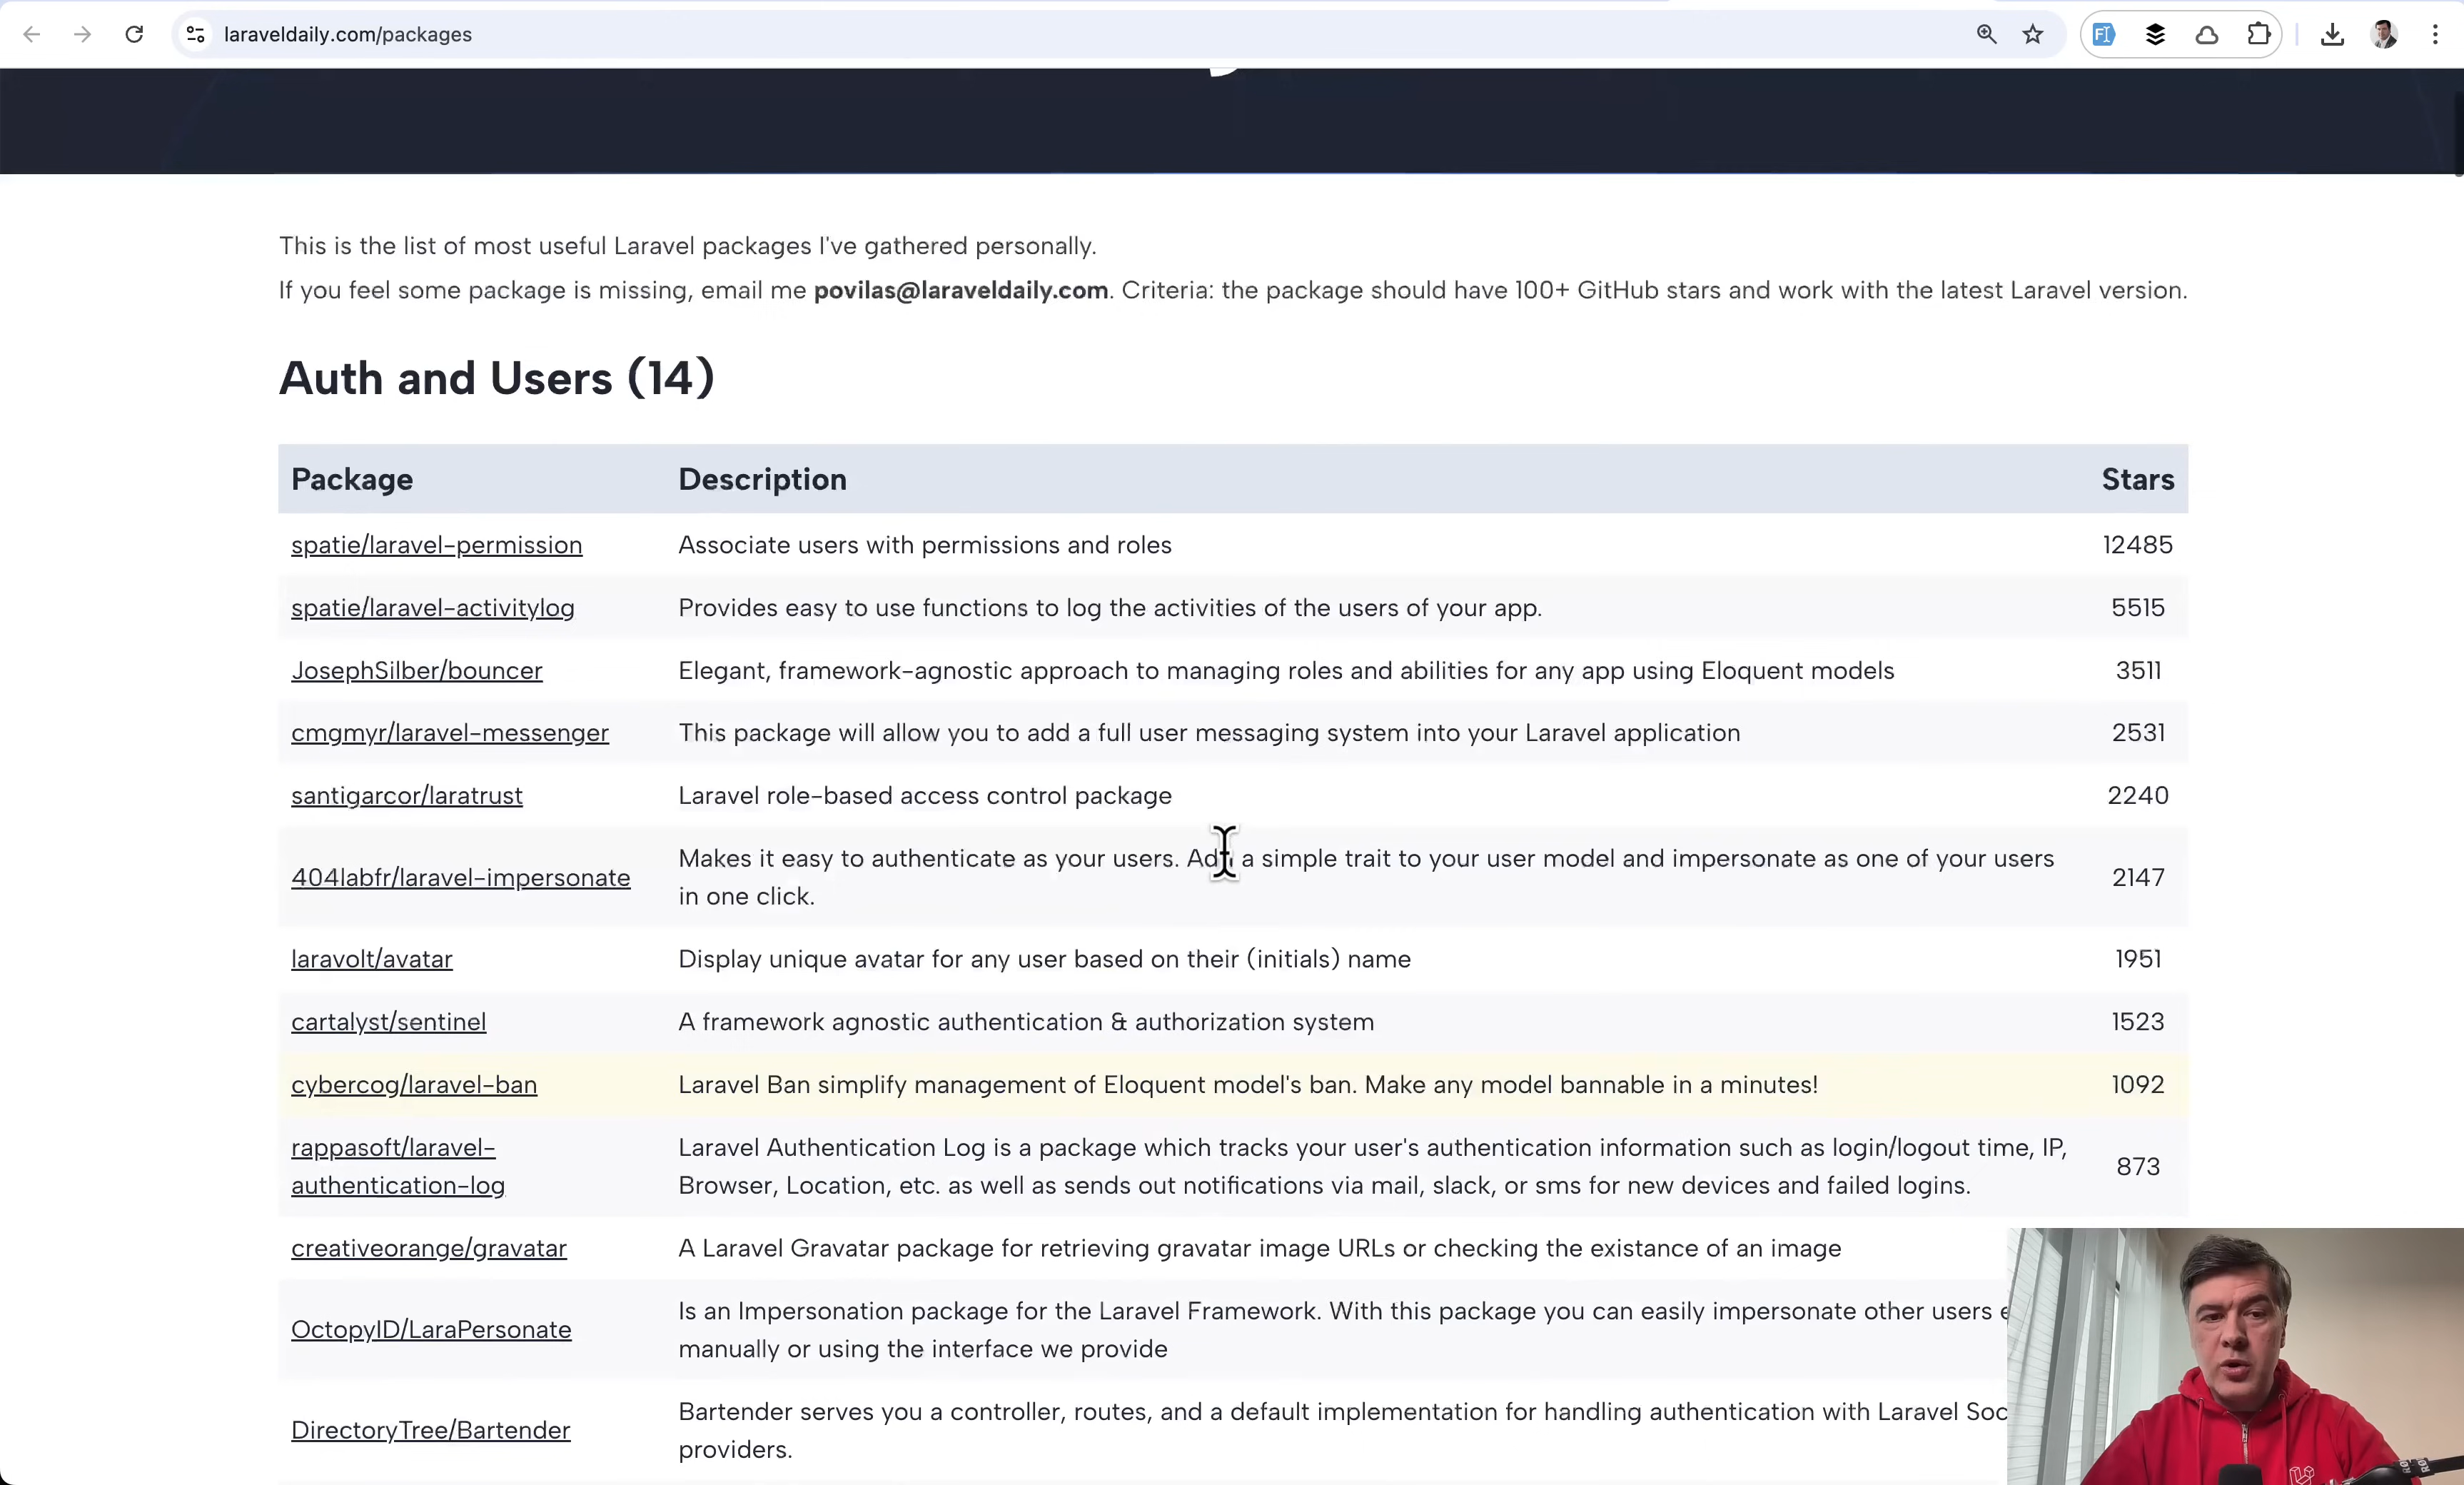 laraveldaily.com/packages
This is the list of most useful Laravel packages I've gathered personally.
If you feel some package is missing, email me povilas@laraveldaily.com. Criteria: the package should have 100+ GitHub stars and work with the latest Laravel version.
Auth and Users (14)
Package Description Stars
spatie/laravel-permission Associate users with permissions and roles 12485
spatie/laravel-activitylog Provides easy to use functions to log the activities of the users of your app. 5515
JosephSilber/bouncer Elegant, framework-agnostic approach to managing roles and abilities for any app using Eloquent models 3511
cmgmyr/laravel-messenger This package will allow you to add a full user messaging system into your Laravel application 2531
santigarcor/laratrust Laravel role-based access control package 2240
404labfr/laravel-impersonate Makes it easy to authenticate as your users. Add a simple trait to your user model and impersonate as one of your users 2147
in one click.
laravolt/avatar Display unique avatar for any user based on their (initials) name 1951
cartalyst/sentinel A framework agnostic authentication & authorization system 1523
cybercog/laravel-ban Laravel Ban simplify management of Eloquent model's ban. Make any model bannable in a minutes! 1092
rappasoft/laravel- Laravel Authentication Log is a package which tracks your user's authentication information such as login/logout time, IP, 873
authentication-log Browser, Location, etc. as well as sends out notifications via mail, slack, or sms for new devices and failed logins.
creativeorange/gravatar A Laravel Gravatar package for retrieving gravatar image URLs or checking the existance of an image
OctopyID/LaraPersonate Is an Impersonation package for the Laravel Framework. With this package you can easily impersonate other users
manually or using the interface we provide
DirectoryTree/Bartender Bartender serves you a controller, routes, and a default implementation for handling authentication with Laravel
providers.